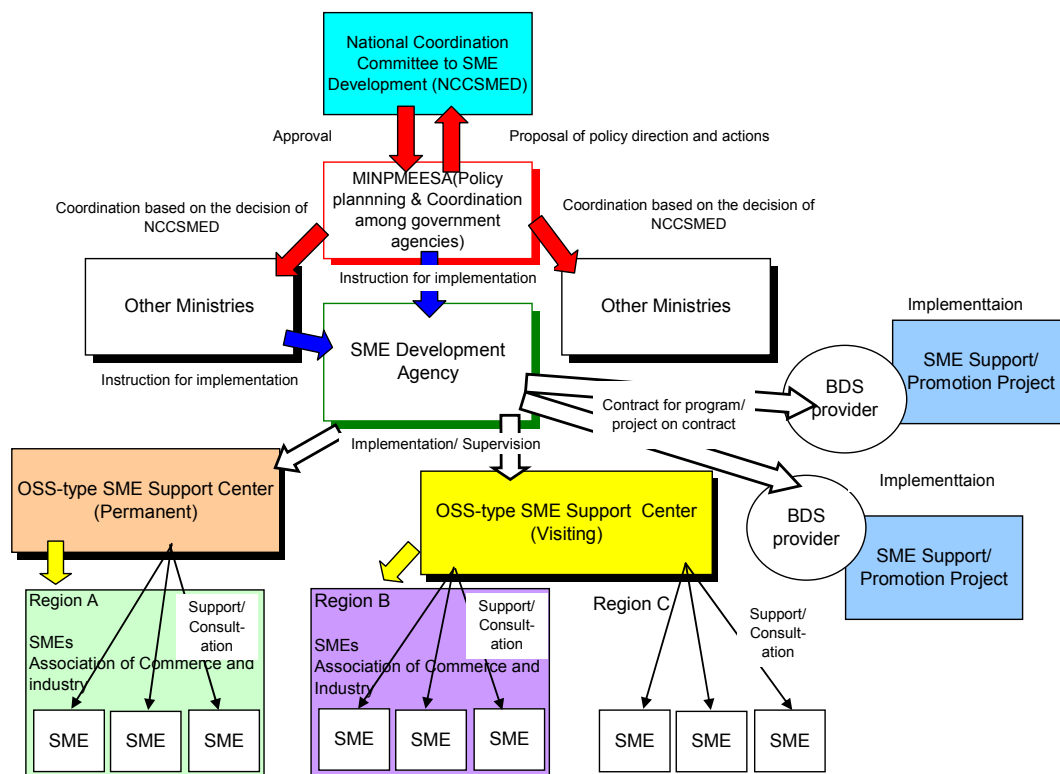 National Coordination
Committee to SME
Development (NCCSMED)
Approval
Proposal of policy direction and actions
MINPMEESA(Policy
plannning & Coordination
among government
agencies)
Coordination based on the decision of
NCCSMED
Coordination based on the decision of
NCCSMED
Instruction for implementation
Other Ministries
Other Ministries
Implementtaion
SME Development
Agency
SME Support/
Promotion Project
BDS
provider
Instruction for implementation
Contract for program/
project on contract
Implementation/ Supervision
OSS-type SME Support Center
(Permanent)
OSS-type SME Support  Center
(Visiting)
Implementtaion
BDS
provider
SME Support/
Promotion Project
Region A
Support/
Consult-
ation
SMEs
Association of Commerce and
industry
SME
SME
SME
Region B
Support/
Consult-
ation
SMEs
Association of Commerce and
Industry
SME
SME
SME
Region C
Support/
Consult-
ation
SME
SME
SME